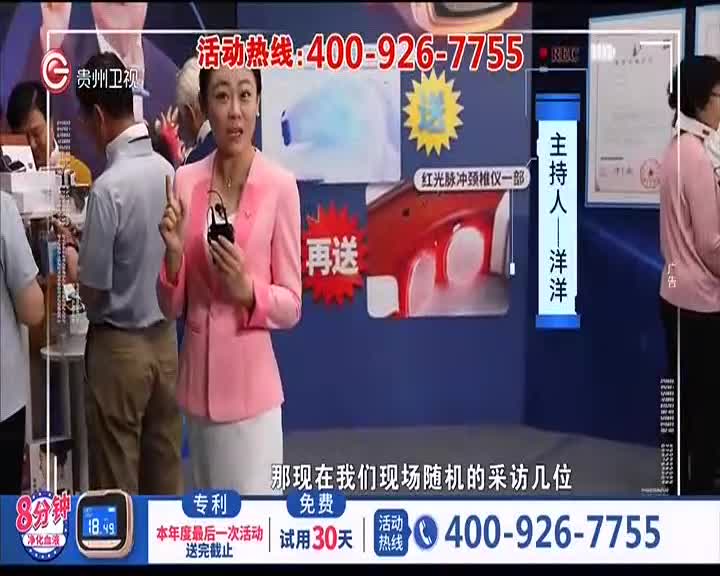 活动热线:400-926-7755
贵州卫视
REC
送
红光脉冲颈椎仪一部
再送
主持人—洋洋
广告
那现在我们现场随机的采访几位
8分钟
净化血液
18.49
专利
本年度最后一次活动
送完截止
免费
试用30天
活动
热线
400-926-7755